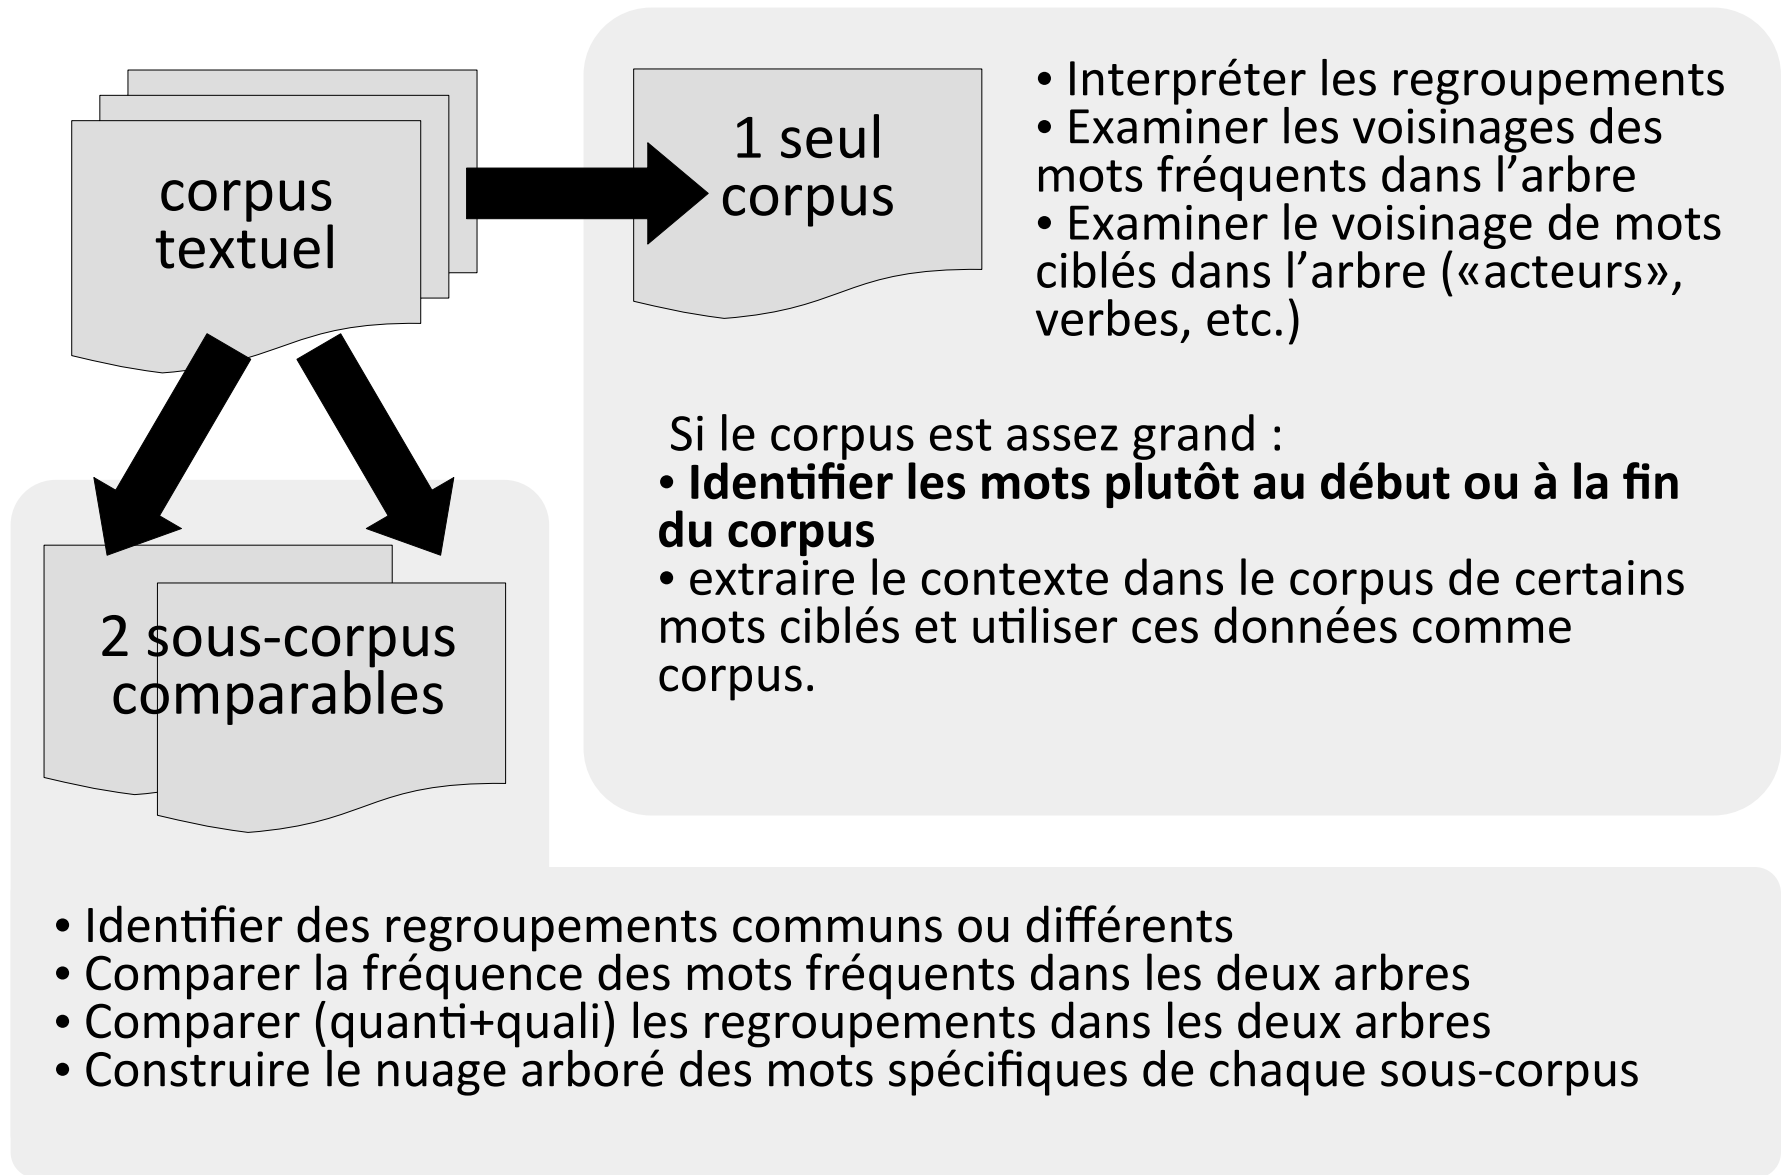 corpus
textuel
1 seul
corpus
• Interpréter les regroupements
• Examiner les voisinages des
mots fréquents dans l’arbre
• Examiner le voisinage de mots
ciblés dans l’arbre («acteurs»,
verbes, etc.)
Si le corpus est assez grand :
• Identifier les mots plutôt au début ou à la fin
du corpus
• extraire le contexte dans le corpus de certains
mots ciblés et utiliser ces données comme
corpus.
2 sous-corpus
comparables
• Identifier des regroupements communs ou différents
• Comparer la fréquence des mots fréquents dans les deux arbres
• Comparer (quanti+quali) les regroupements dans les deux arbres
• Construire le nuage arboré des mots spécifiques de chaque sous-corpus